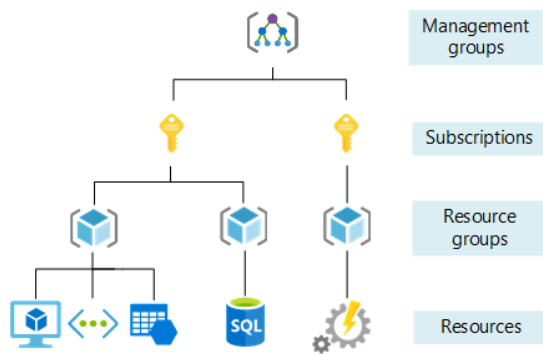 Management
groups
Subscriptions
Resource
groups
SQL
Resources